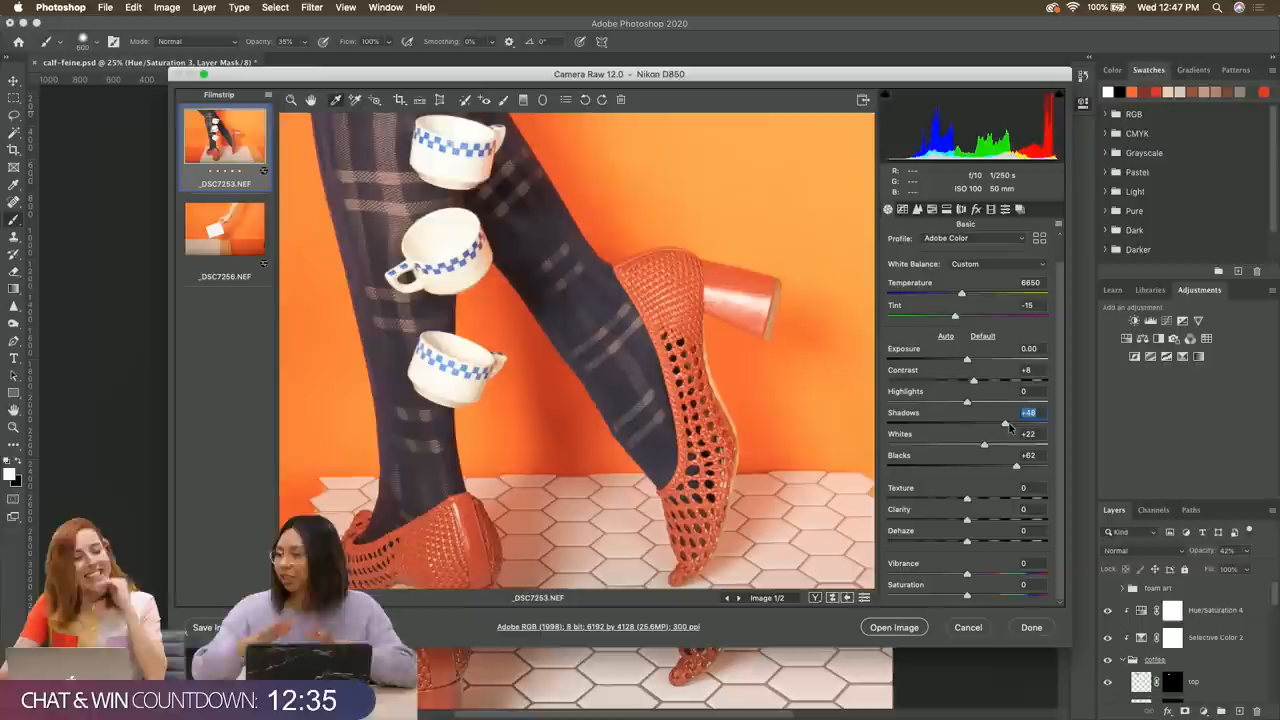 Photoshop File Edit Image Layer Type Select Filter View Window Help
100% Wed 12:47 PM
Adobe Photoshop 2020
600 Mode: Normal Opacity: 35% Flow: 100% Smoothing: 0% 0°
calf-feine.psd @ 25% (Hue/Saturation 3, Layer Mask/8) *
Camera Raw 12.0 - Nikon D850
Filmstrip
_DSC7253.NEF
_DSC7256.NEF
R: ---
G: ---
B: ---
f/10 1/250 s
ISO 100 50 mm
Basic
Profile: Adobe Color
White Balance: Custom
Temperature 6650
Tint -15
Auto Default
Exposure 0.00
Contrast +8
Highlights 0
Shadows +48
Whites +22
Blacks +62
Texture 0
Clarity 0
Dehaze 0
Vibrance 0
Saturation 0
_DSC7253.NEF
Image 1/2
Adobe RGB (1998); 8 bit; 6192 by 4128 (25.6MP); 300 ppi
Open Image Cancel Done
Color Swatches Gradients Patterns
RGB
CMYK
Grayscale
Pastel
Light
Pure
Dark
Darker
Learn Libraries Adjustments
Add an adjustment
Layers Channels Paths
Kind
Normal Opacity: 42%
Lock: Fill: 100%
foam art
Hue/Saturation 4
Selective Color 2
coffee
top
CHAT & WIN COUNTDOWN: 12:35